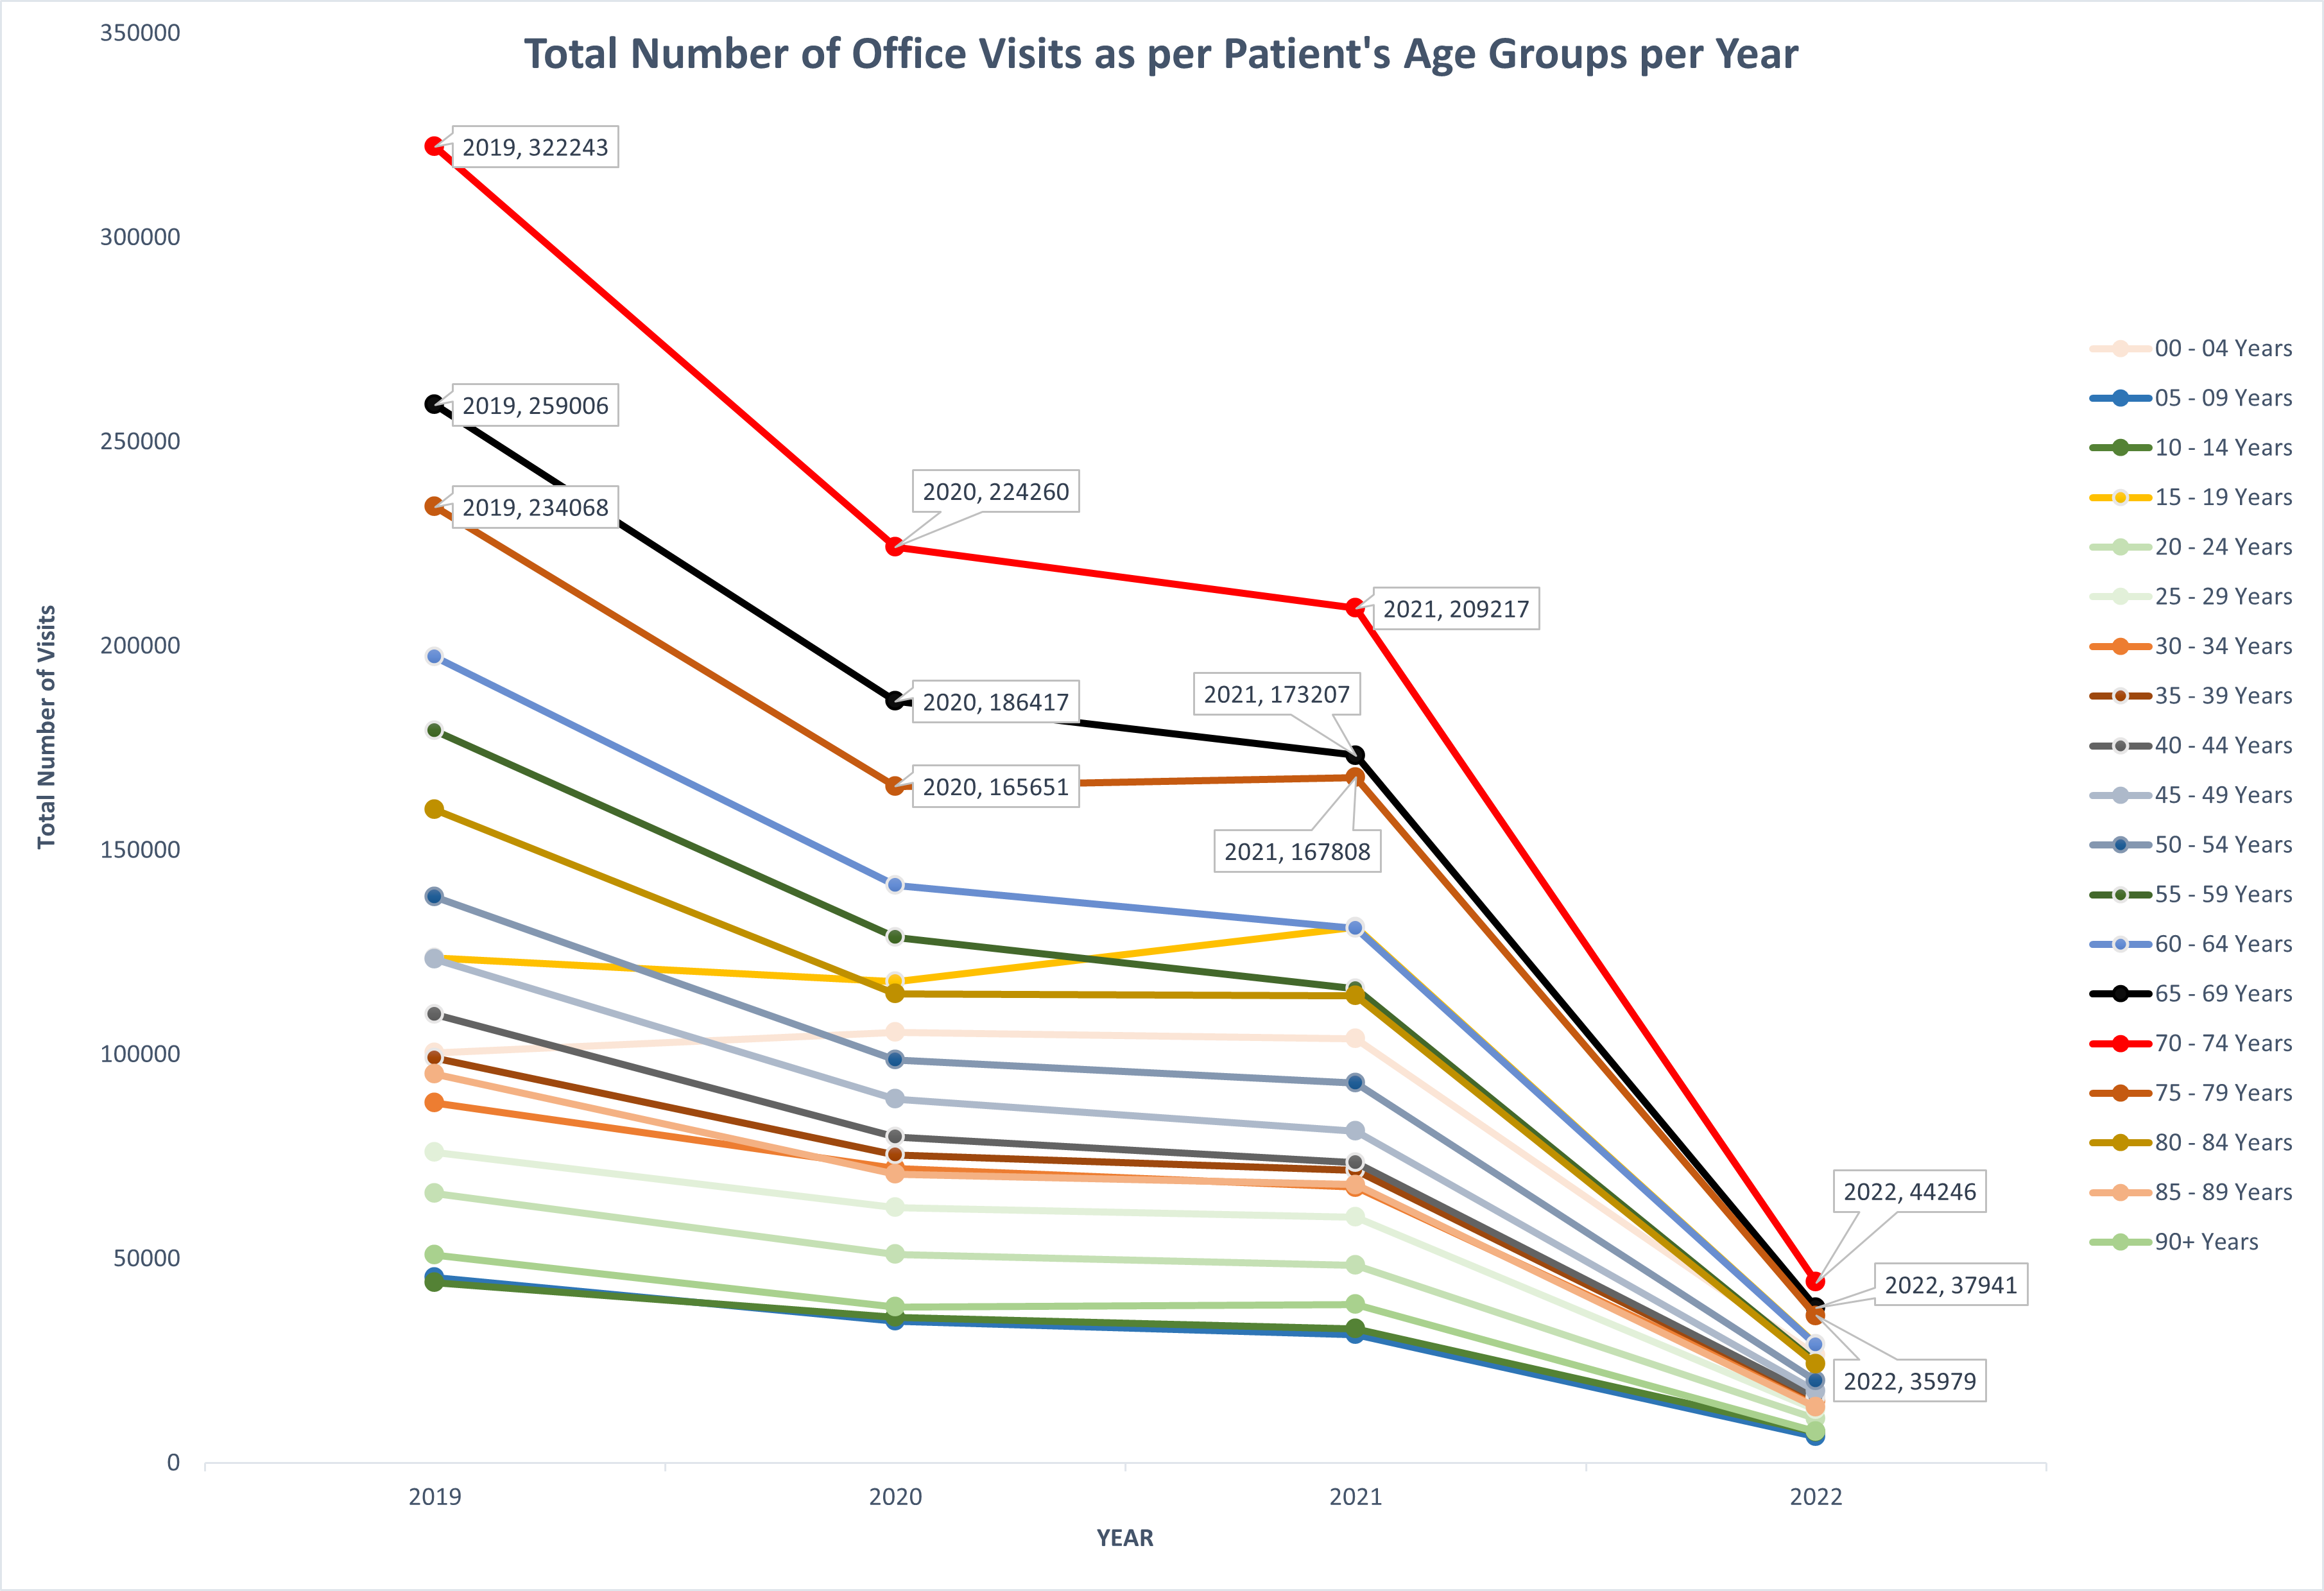 Total Number of Office Visits as per Patient's Age Groups per Year
350000
300000
250000
200000
150000
100000
50000
0
Total Number of Visits
2019, 322243
2019, 259006
2019, 234068
2020, 224260
2020, 186417
2020, 165651
2021, 209217
2021, 173207
2021, 167808
2022, 44246
2022, 37941
2022, 35979
2019
2020
2021
2022
YEAR
00 - 04 Years
05 - 09 Years
10 - 14 Years
15 - 19 Years
20 - 24 Years
25 - 29 Years
30 - 34 Years
35 - 39 Years
40 - 44 Years
45 - 49 Years
50 - 54 Years
55 - 59 Years
60 - 64 Years
65 - 69 Years
70 - 74 Years
75 - 79 Years
80 - 84 Years
85 - 89 Years
90+ Years